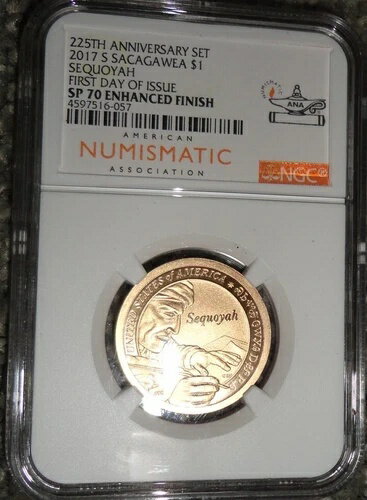 225TH ANNIVERSARY SET
2017 S SACAGAWEA $1
SEQUOYAH
FIRST DAY OF ISSUE
SP 70 ENHANCED FINISH
4597516-057
ANA
AMERICAN
NUMISMATIC
ASSOCIATION
NGC
UNITED STATES of AMERICA
Sequoyah